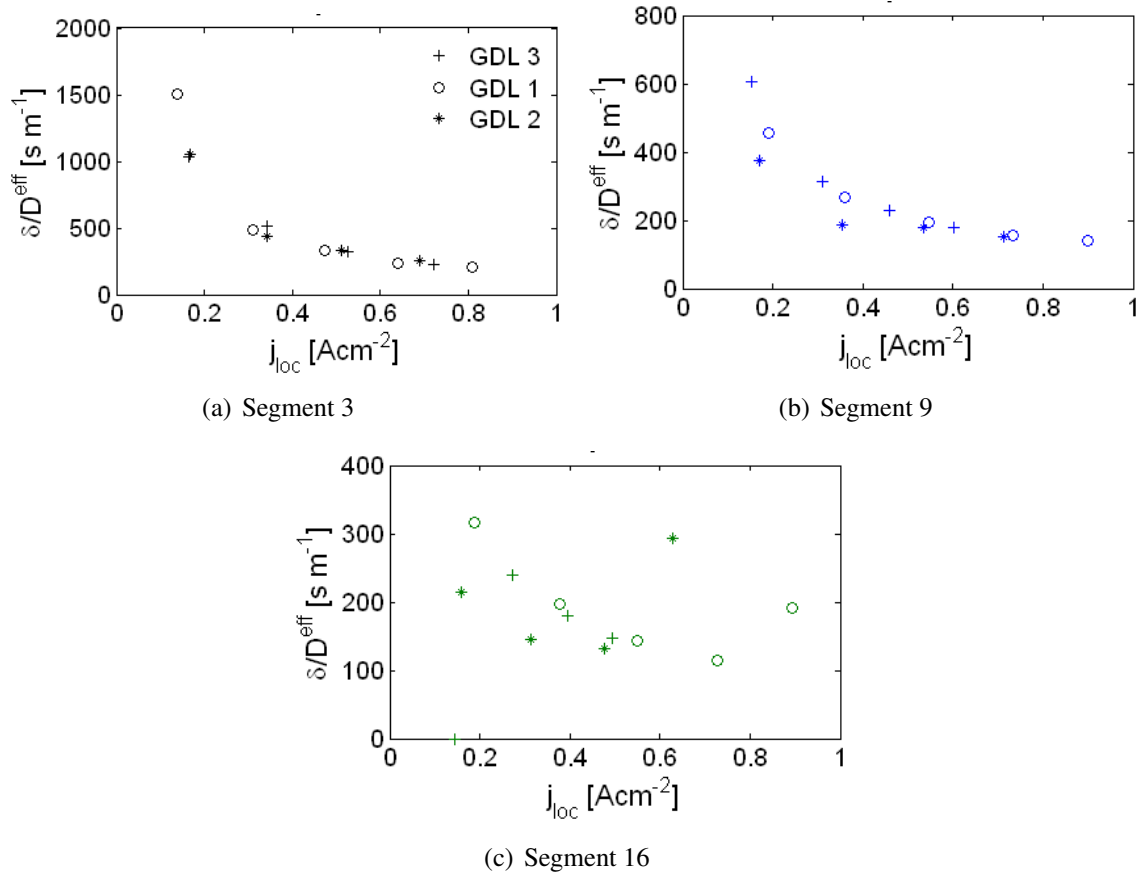 2000
1500
1000
500
0
δ/D^eff [s m^-1]
GDL 3
GDL 1
GDL 2
0 0.2 0.4 0.6 0.8 1
j_loc [Acm^-2]
(a) Segment 3
800
600
400
200
0
δ/D^eff [s m^-1]
0 0.2 0.4 0.6 0.8 1
j_loc [Acm^-2]
(b) Segment 9
400
300
200
100
0
δ/D^eff [s m^-1]
0 0.2 0.4 0.6 0.8 1
j_loc [Acm^-2]
(c) Segment 16